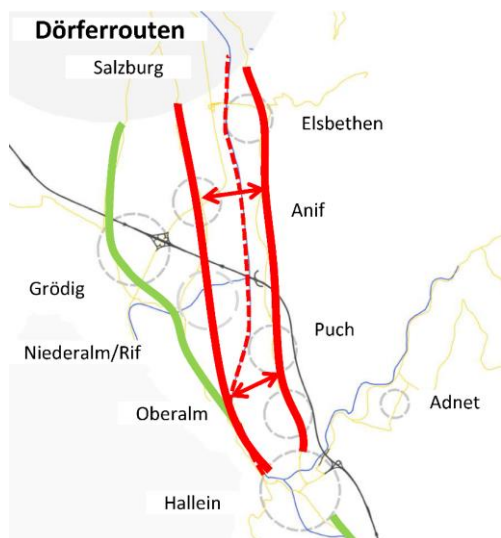 Dörferrouten
Salzburg
Elsbethen
Anif
Grödig
Puch
Niederalm/Rif
Adnet
Oberalm
Hallein